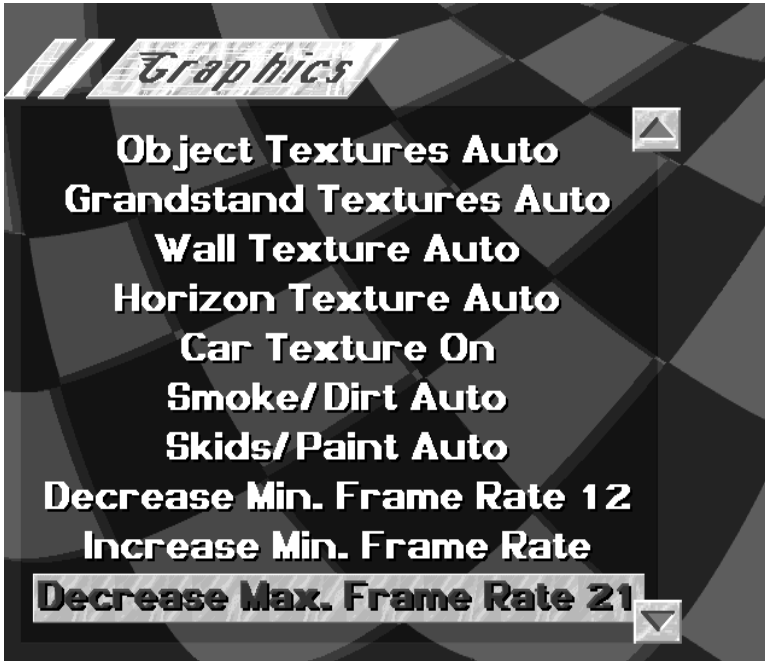 Graphics
Object Textures Auto
Grandstand Textures Auto
Wall Texture Auto
Horizon Texture Auto
Car Texture On
Smoke/Dirt Auto
Skids/Paint Auto
Decrease Min. Frame Rate 12
Increase Min. Frame Rate
Decrease Max. Frame Rate 21